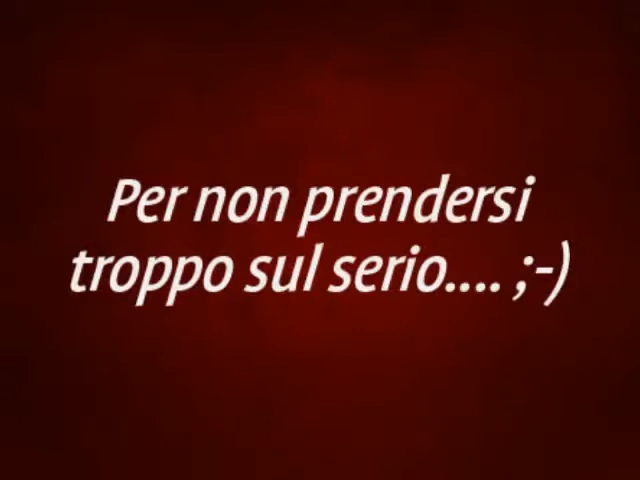 Per non prendersi
troppo sul serio.... ;-)